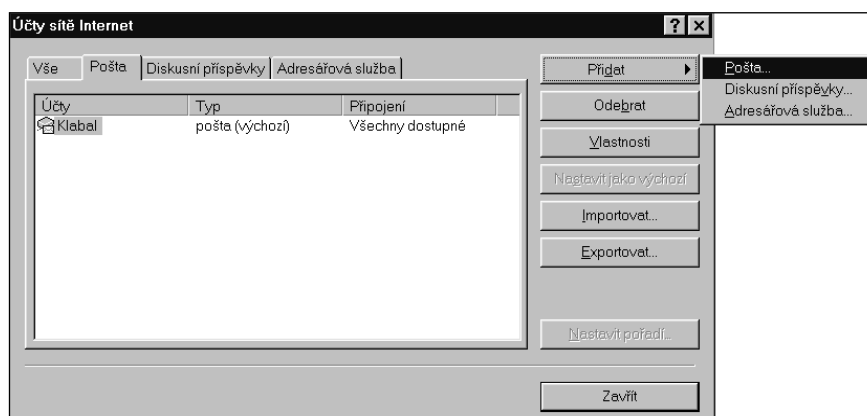 Účty sítě Internet
Vše Pošta Diskusní příspěvky Adresářová služba
Účty Typ Připojení
Klabal pošta (výchozí) Všechny dostupné
Přidat
Odebrat
Vlastnosti
Nastavit jako výchozí
Importovat...
Exportovat...
Nastavit pořadí...
Zavřít
Pošta...
Diskusní příspěvky...
Adresářová služba...